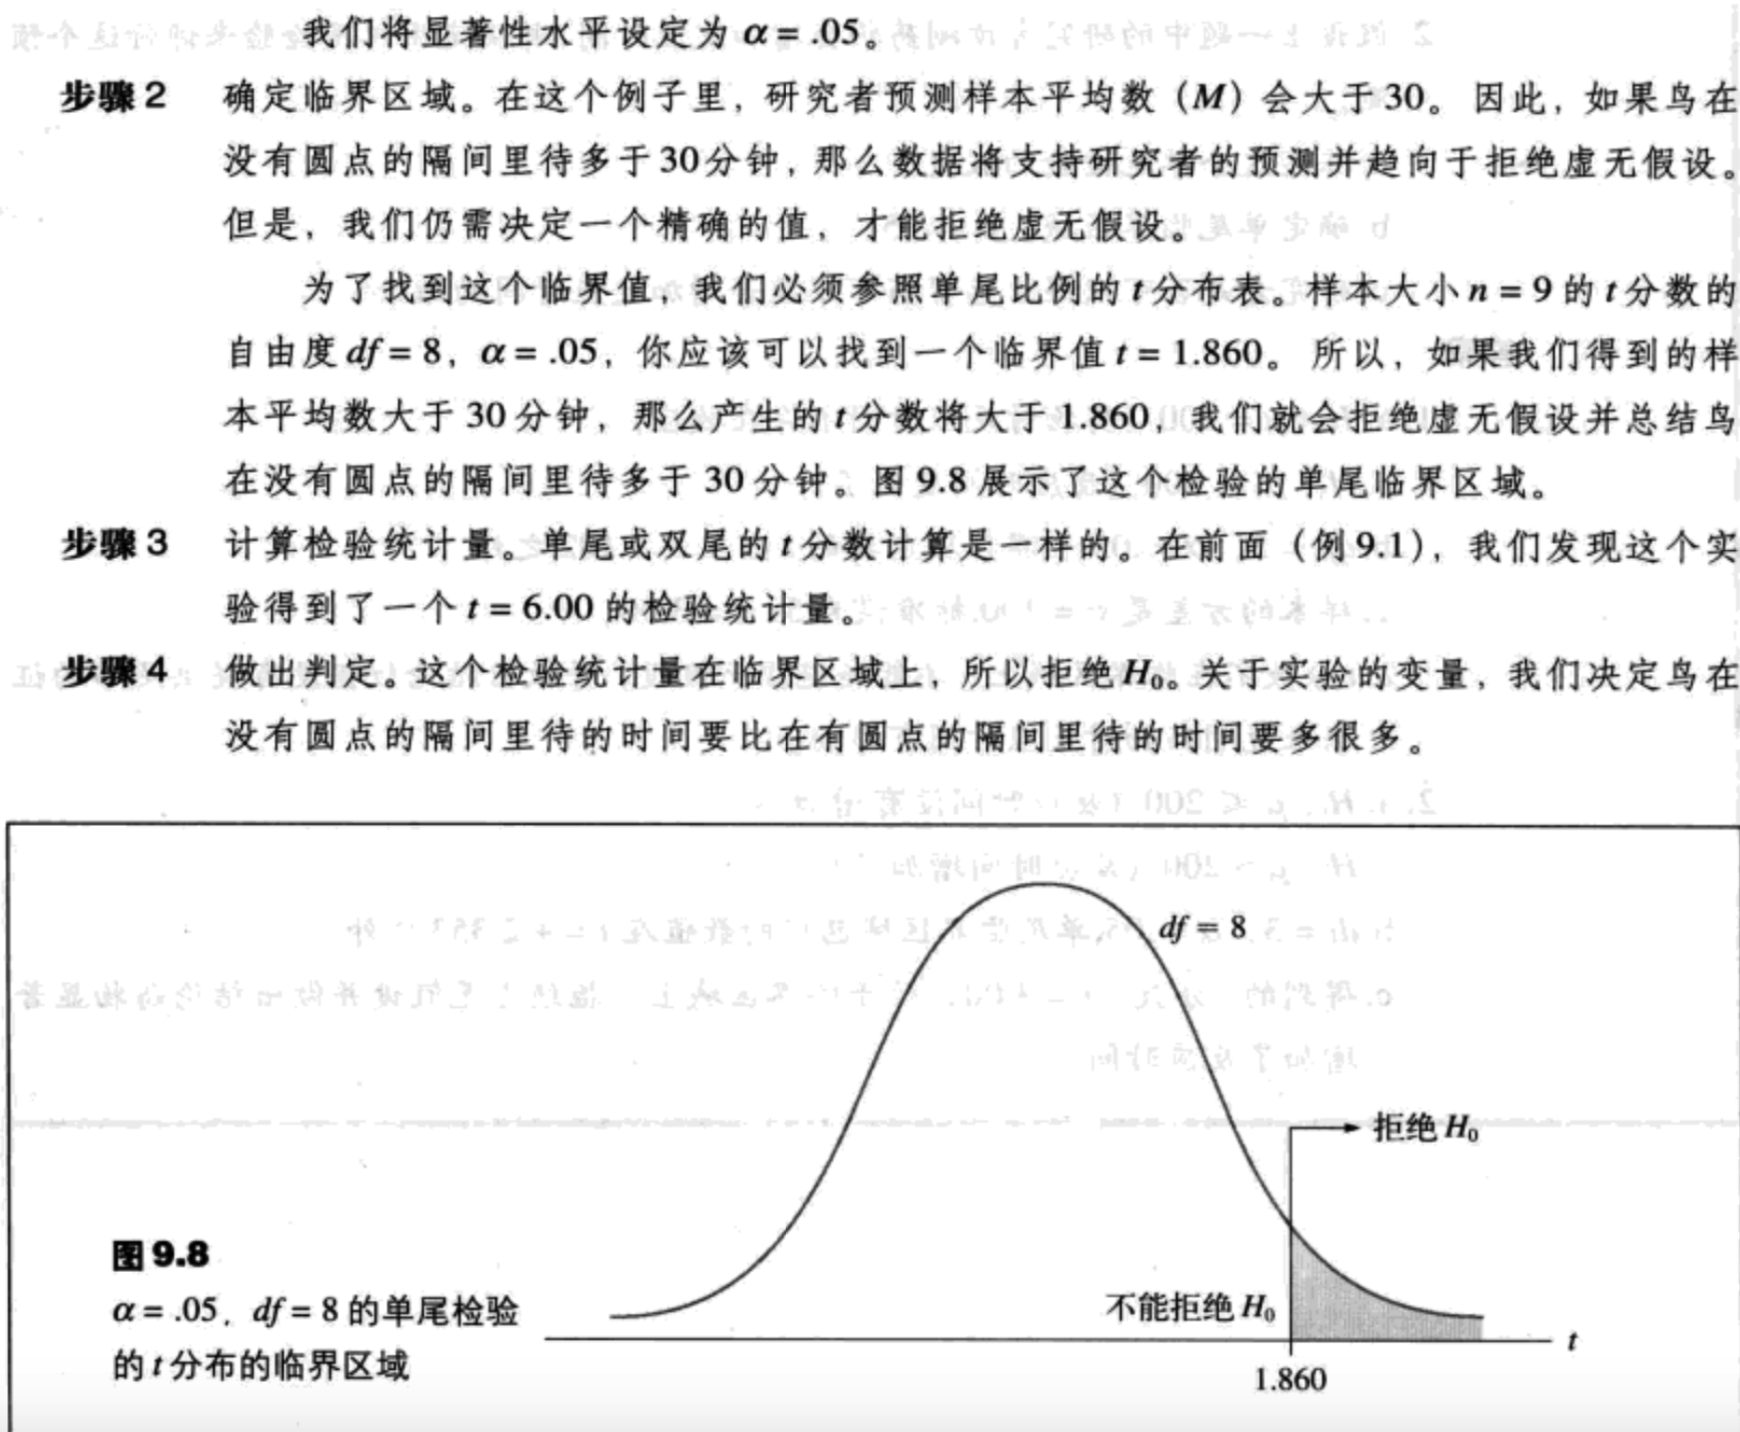 我们将显著性水平设定为 α = .05。
步骤 2 确定临界区域。在这个例子里，研究者预测样本平均数（M）会大于 30。因此，如果鸟在
没有圆点的隔间里待多于 30 分钟，那么数据将支持研究者的预测并趋向于拒绝虚无假设。
但是，我们仍需决定一个精确的值，才能拒绝虚无假设。
为了找到这个临界值，我们必须参照单尾比例的 t 分布表。样本大小 n = 9 的 t 分数的
自由度 df = 8，α = .05，你应该可以找到一个临界值 t = 1.860。所以，如果我们得到的样
本平均数大于 30 分钟，那么产生的 t 分数将大于 1.860，我们就会拒绝虚无假设并总结鸟
在没有圆点的隔间里待多于 30 分钟。图 9.8 展示了这个检验的单尾临界区域。
步骤 3 计算检验统计量。单尾或双尾的 t 分数计算是一样的。在前面（例 9.1），我们发现这个实
验得到了一个 t = 6.00 的检验统计量。
步骤 4 做出判定。这个检验统计量在临界区域上，所以拒绝 H₀。关于实验的变量，我们决定鸟在
没有圆点的隔间里待的时间要比在有圆点的隔间里待的时间要多很多。
df = 8
拒绝 H₀
图 9.8
α = .05，df = 8 的单尾检验
的 t 分布的临界区域
不能拒绝 H₀
t
1.860